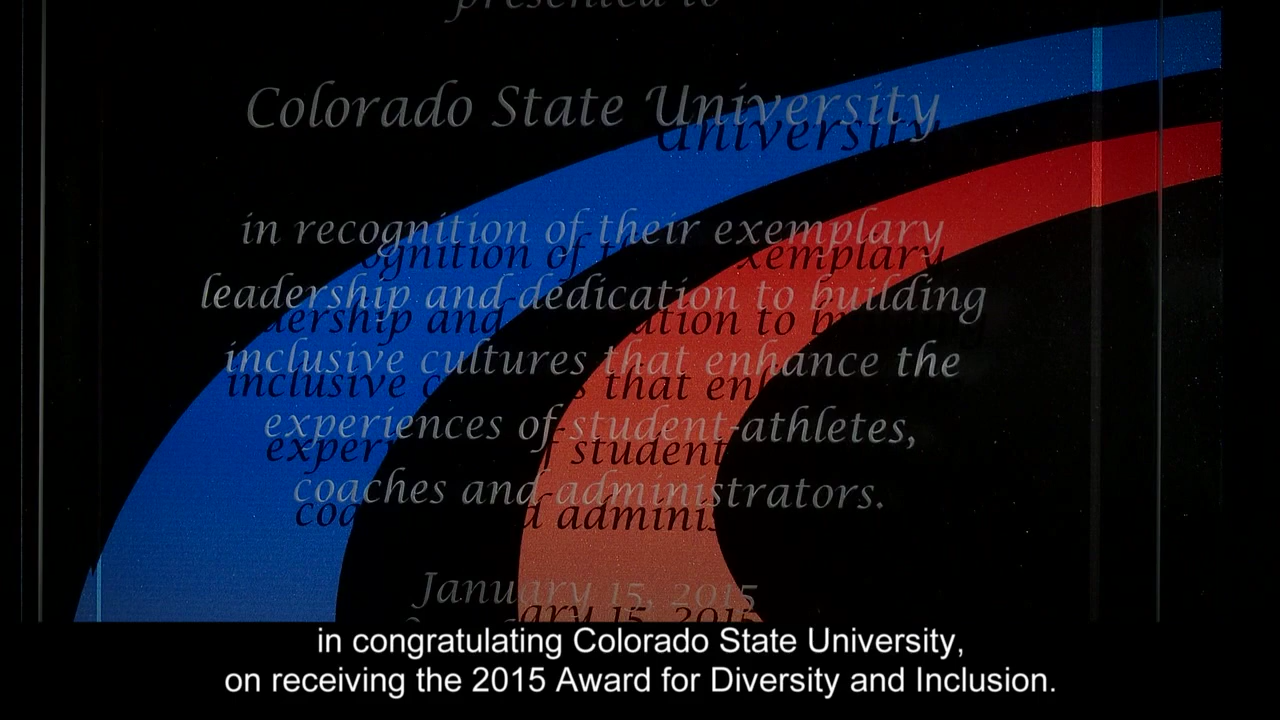 presented to
Colorado State University
in recognition of their exemplary
leadership and dedication to building
inclusive cultures that enhance the
experiences of student-athletes,
coaches and administrators.
January 15, 2015
in congratulating Colorado State University,
on receiving the 2015 Award for Diversity and Inclusion.